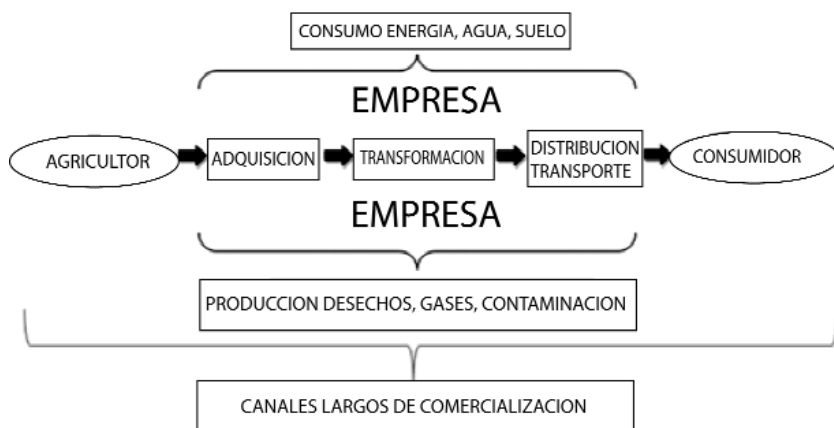 CONSUMO ENERGIA, AGUA, SUELO
EMPRESA
AGRICULTOR
ADQUISICION
TRANSFORMACION
DISTRIBUCION
TRANSPORTE
CONSUMIDOR
EMPRESA
PRODUCCION DESECHOS, GASES, CONTAMINACION
CANALES LARGOS DE COMERCIALIZACION